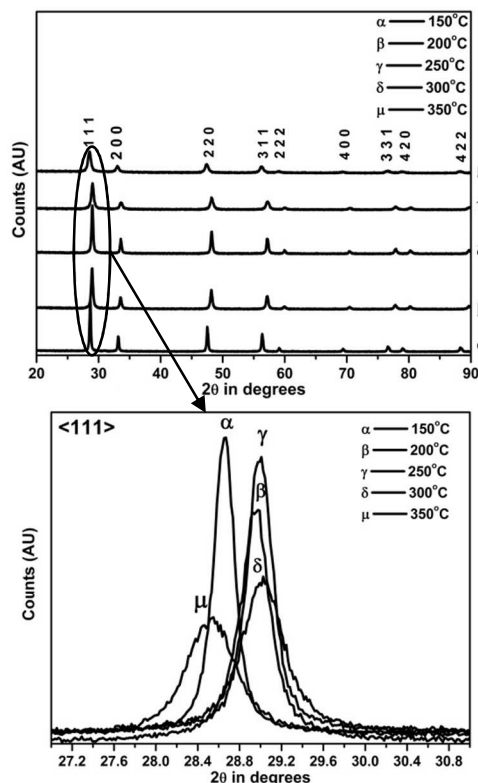 α — 150°C
β — 200°C
γ — 250°C
δ — 300°C
μ — 350°C
Counts (AU)
1 1 1
2 0 0
2 2 0
3 1 1
2 2 2
4 0 0
3 3 1
4 2 0
4 2 2
20 30 40 50 60 70 80 90
2θ in degrees
<111>
α
γ
β
δ
μ
α — 150°C
β — 200°C
γ — 250°C
δ — 300°C
μ — 350°C
Counts (AU)
27.2 27.6 28.0 28.4 28.8 29.2 29.6 30.0 30.4 30.8
2θ in degrees